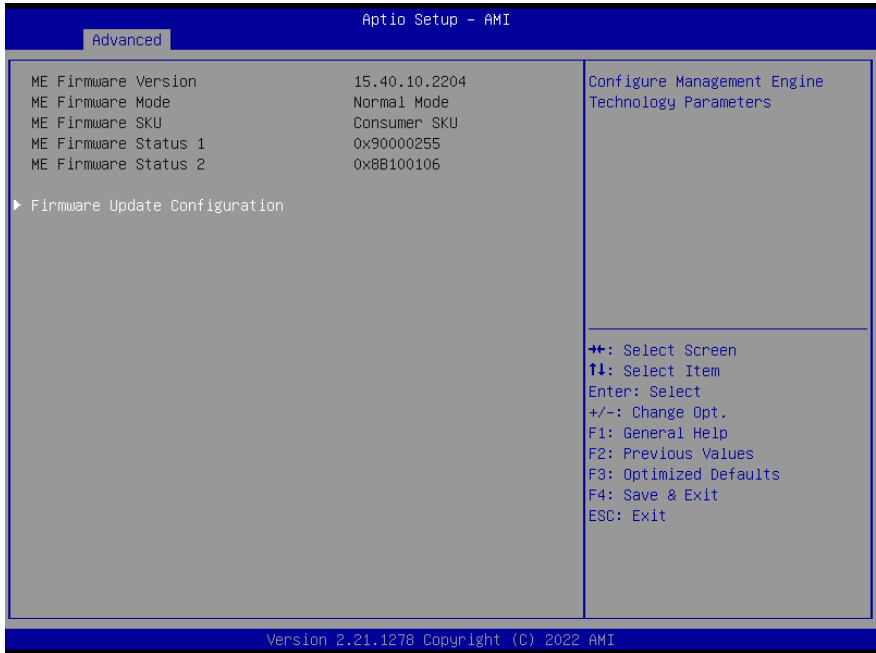 Aptio Setup – AMI
Advanced
ME Firmware Version 15.40.10.2204
ME Firmware Mode Normal Mode
ME Firmware SKU Consumer SKU
ME Firmware Status 1 0x90000255
ME Firmware Status 2 0x8B100106
▶ Firmware Update Configuration
Configure Management Engine
Technology Parameters
→←: Select Screen
↑↓: Select Item
Enter: Select
+/-: Change Opt.
F1: General Help
F2: Previous Values
F3: Optimized Defaults
F4: Save & Exit
ESC: Exit
Version 2.21.1278 Copyright (C) 2022 AMI